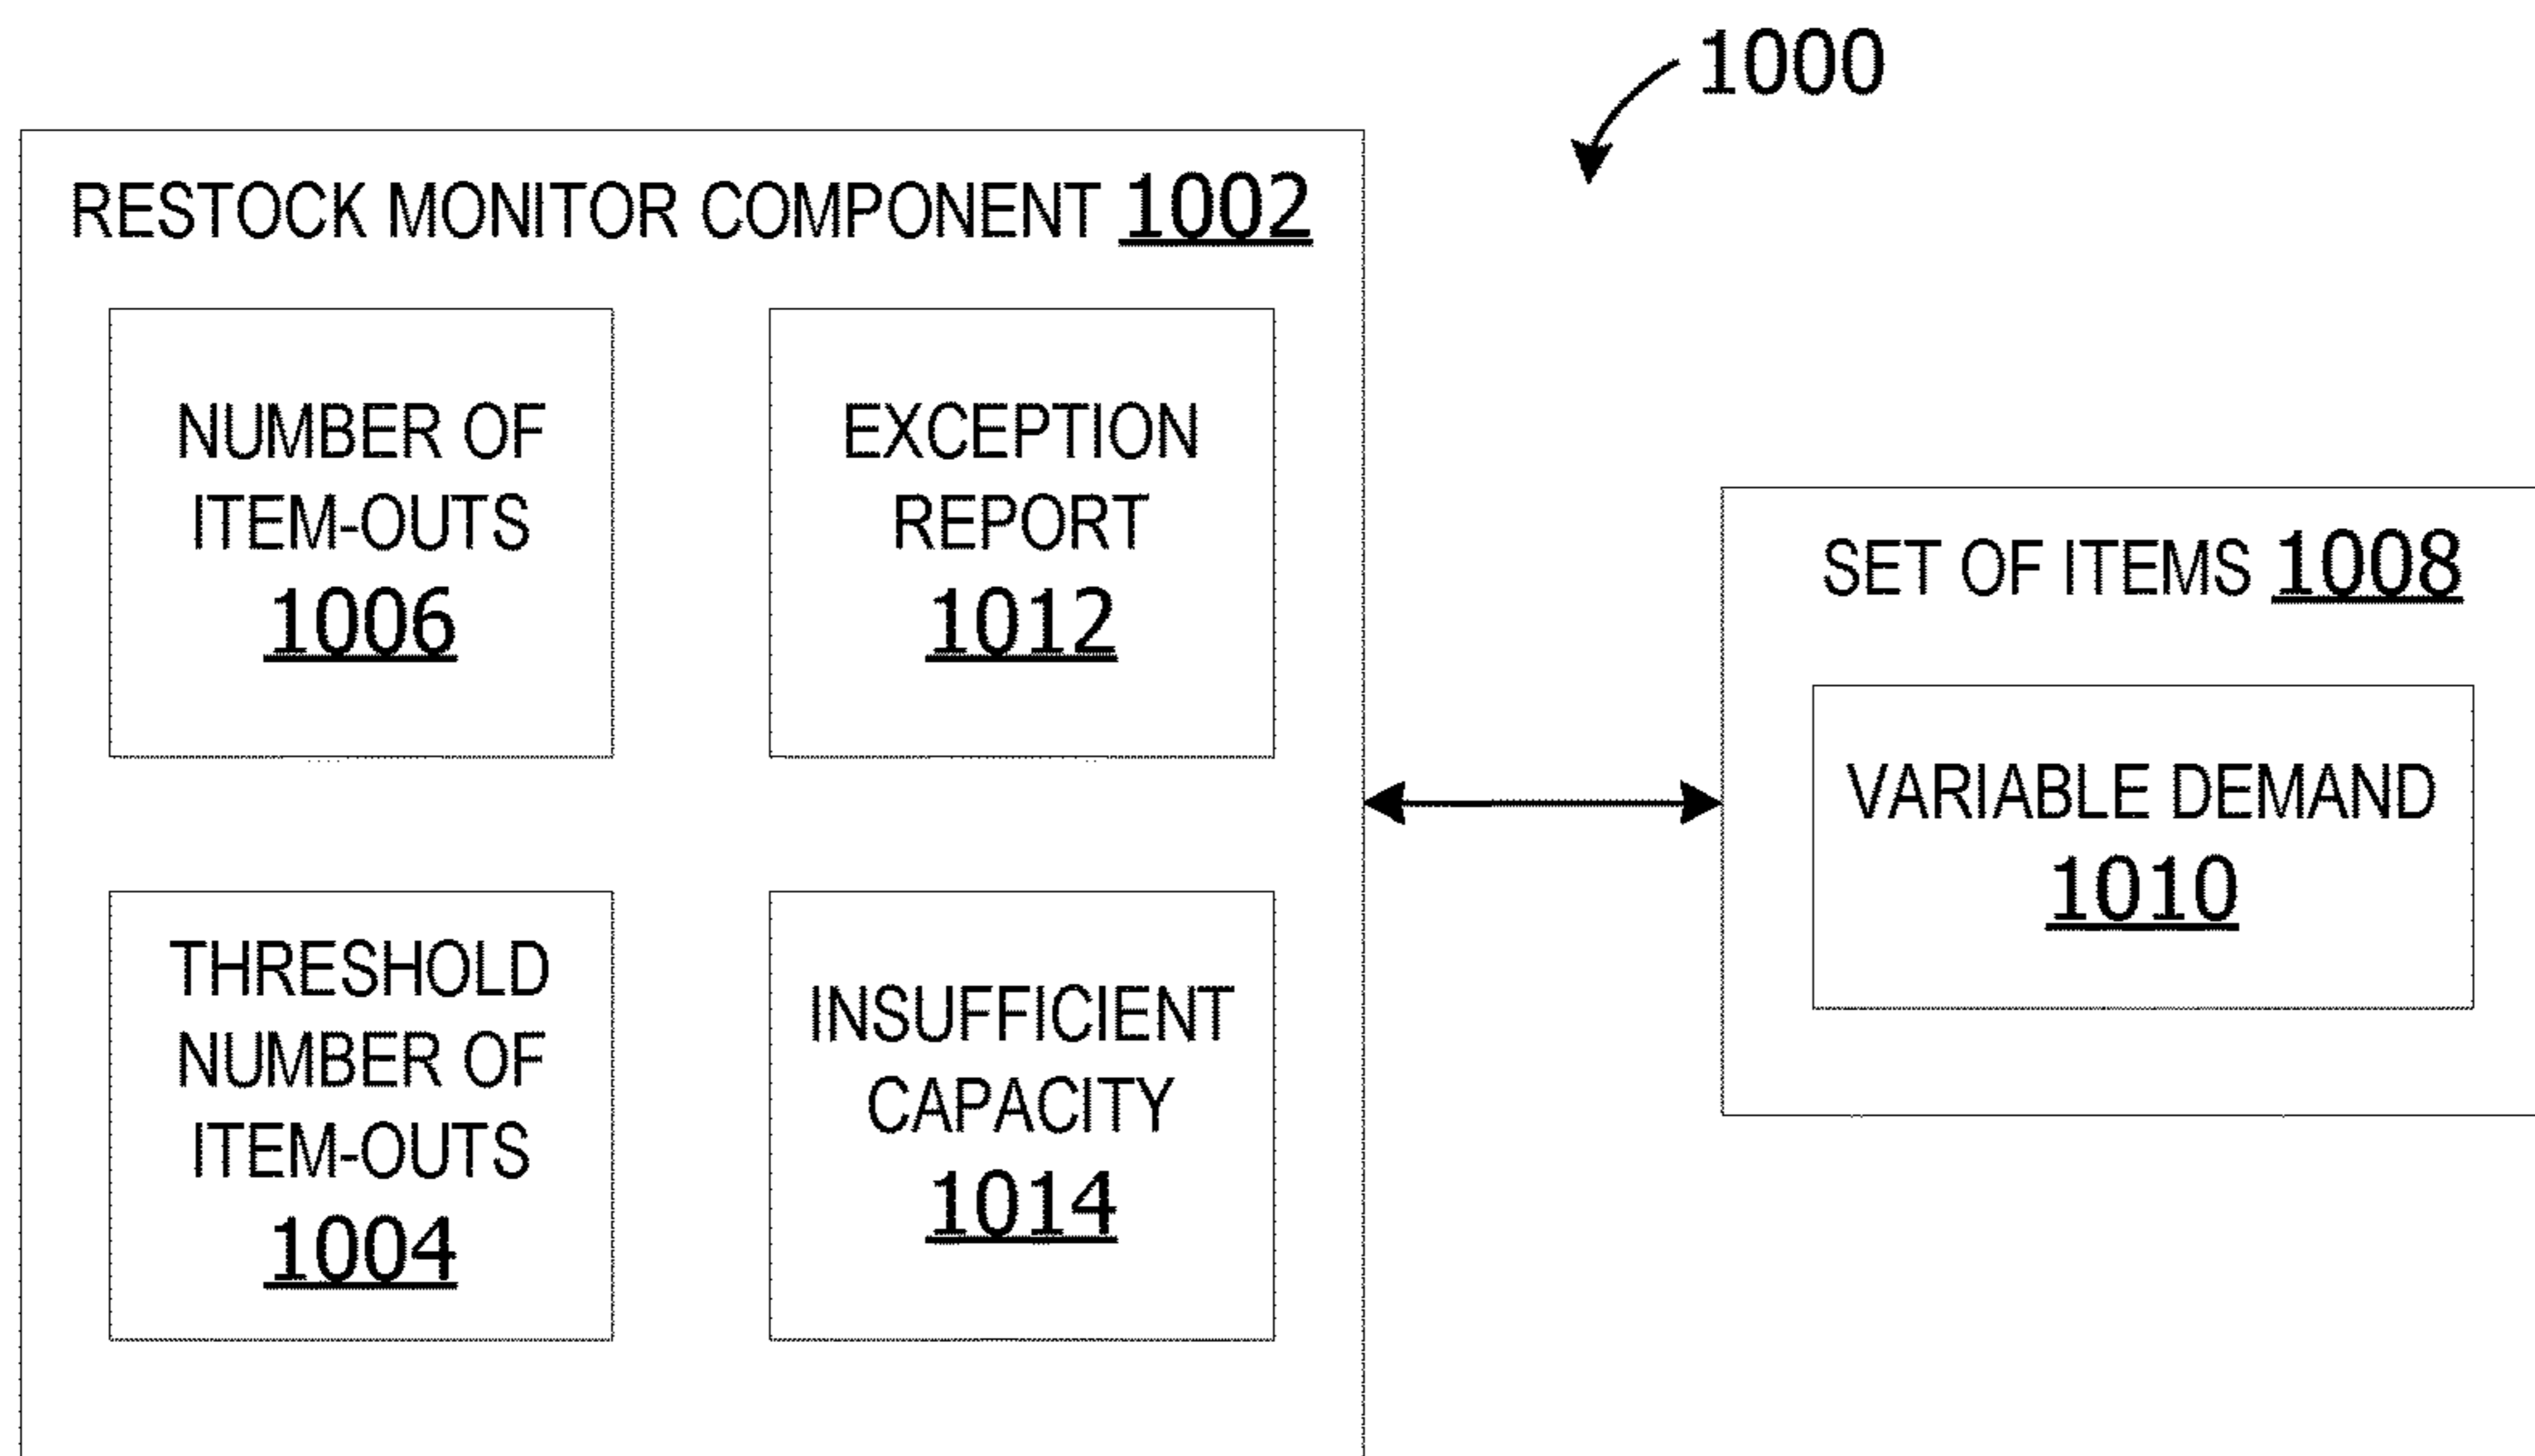 1000
RESTOCK MONITOR COMPONENT 1002
NUMBER OF
ITEM-OUTS
1006
EXCEPTION
REPORT
1012
THRESHOLD
NUMBER OF
ITEM-OUTS
1004
INSUFFICIENT
CAPACITY
1014
SET OF ITEMS 1008
VARIABLE DEMAND
1010